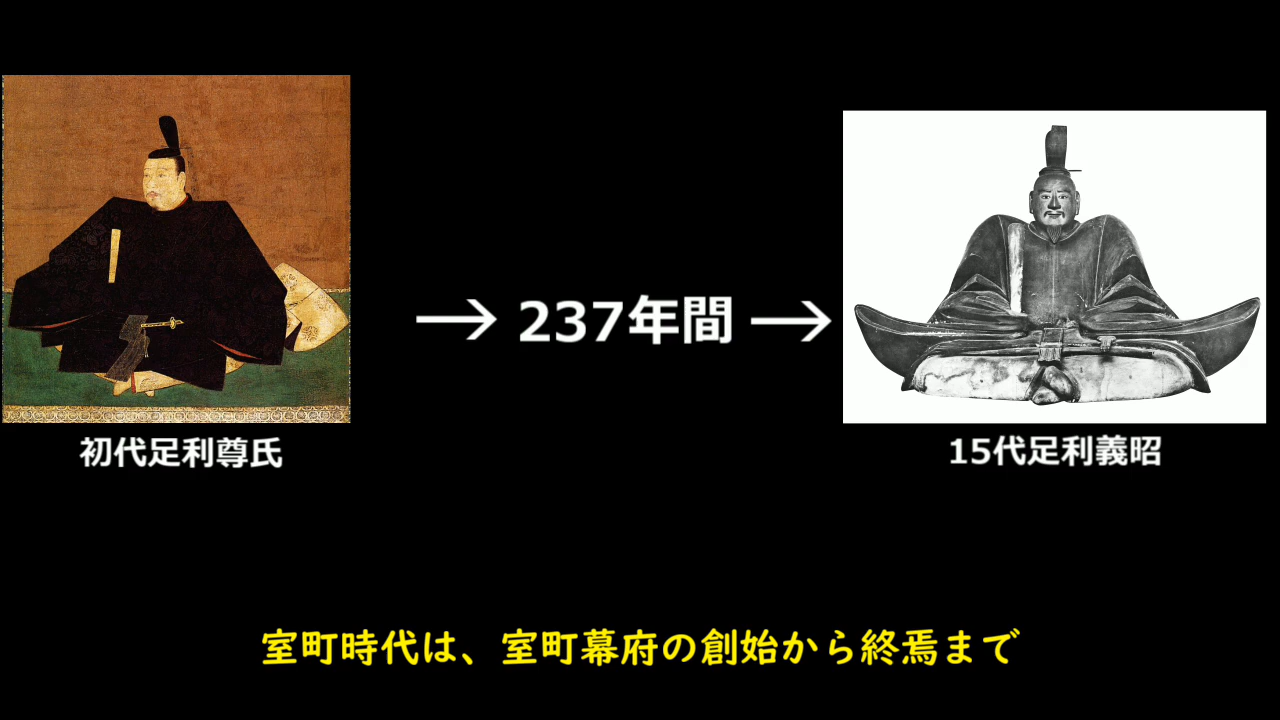 → 237年間 →
初代足利尊氏
15代足利義昭
室町時代は、室町幕府の創始から終焉まで